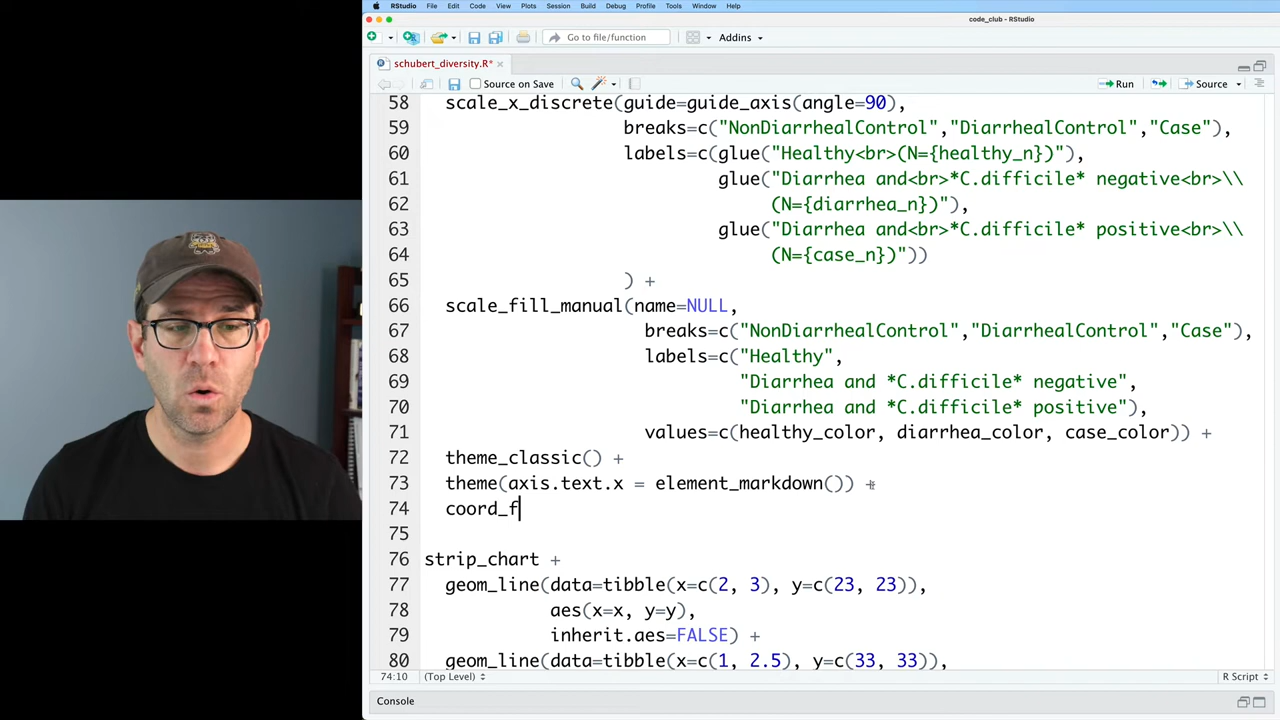 RStudio File Edit Code View Plots Session Build Debug Profile Tools Window Help
code_club - RStudio
Go to file/function Addins
schubert_diversity.R*
Source on Save Run Source
58 scale_x_discrete(guide=guide_axis(angle=90),
59 breaks=c("NonDiarrhealControl","DiarrhealControl","Case"),
60 labels=c(glue("Healthy<br>(N={healthy_n})"),
61 glue("Diarrhea and<br>*C.difficile* negative<br>\\
62 (N={diarrhea_n})"),
63 glue("Diarrhea and<br>*C.difficile* positive<br>\\
64 (N={case_n})"))
65 ) +
66 scale_fill_manual(name=NULL,
67 breaks=c("NonDiarrhealControl","DiarrhealControl","Case"),
68 labels=c("Healthy",
69 "Diarrhea and *C.difficile* negative",
70 "Diarrhea and *C.difficile* positive"),
71 values=c(healthy_color, diarrhea_color, case_color)) +
72 theme_classic() +
73 theme(axis.text.x = element_markdown()) +
74 coord_f
75
76 strip_chart +
77 geom_line(data=tibble(x=c(2, 3), y=c(23, 23)),
78 aes(x=x, y=y),
79 inherit.aes=FALSE) +
80 geom_line(data=tibble(x=c(1, 2.5), y=c(33, 33)),
74:10 (Top Level) R Script
Console